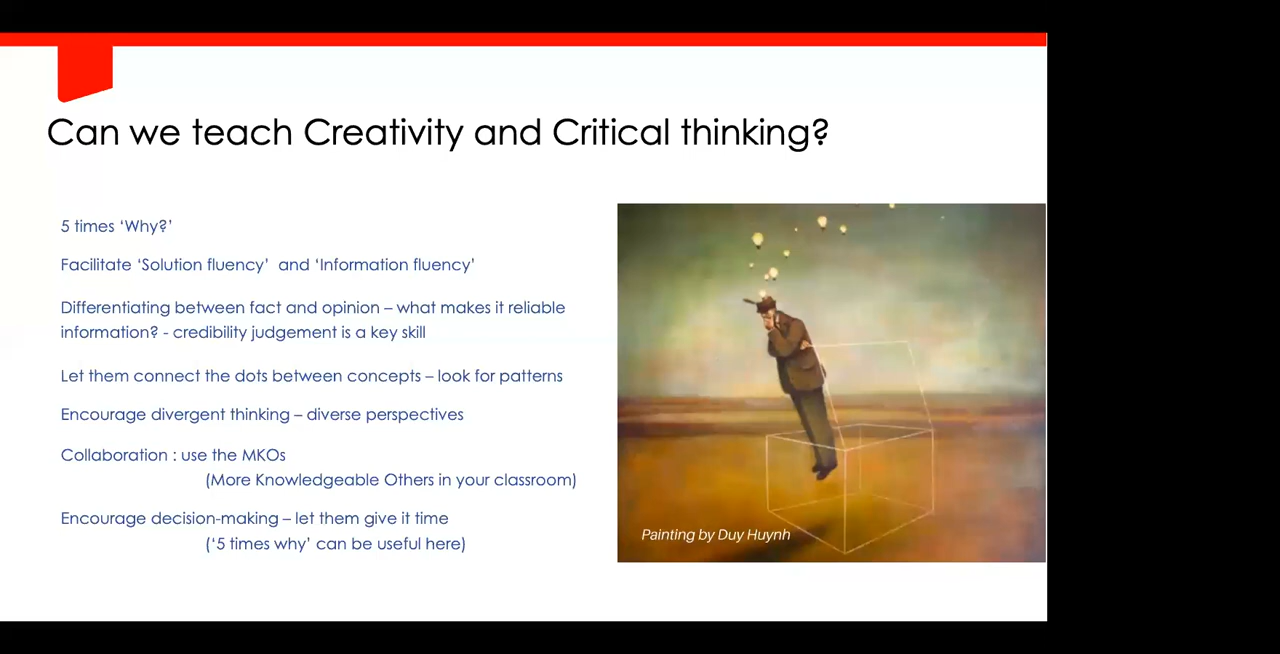 Can we teach Creativity and Critical thinking?
5 times ‘Why?’
Facilitate ‘Solution fluency’  and ‘Information fluency’
Differentiating between fact and opinion – what makes it reliable
information? - credibility judgement is a key skill
Let them connect the dots between concepts – look for patterns
Encourage divergent thinking – diverse perspectives
Collaboration : use the MKOs
(More Knowledgeable Others in your classroom)
Encourage decision-making – let them give it time
(‘5 times why’ can be useful here)
Painting by Duy Huynh